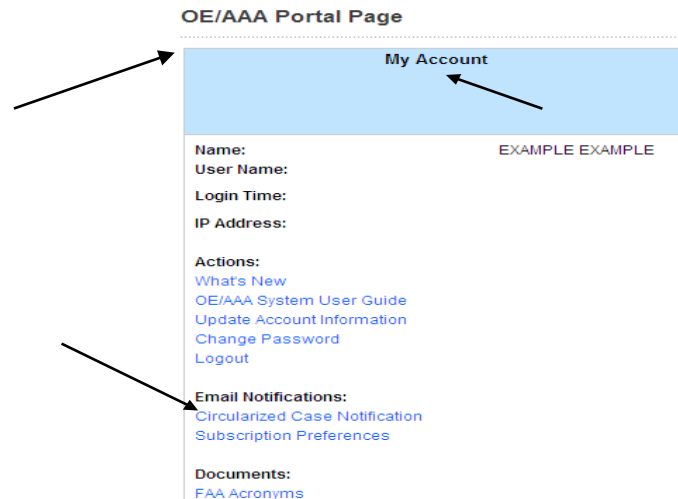 OE/AAA Portal Page
My Account
Name: EXAMPLE EXAMPLE
User Name:
Login Time:
IP Address:
Actions:
What's New
OE/AAA System User Guide
Update Account Information
Change Password
Logout
Email Notifications:
Circularized Case Notification
Subscription Preferences
Documents:
FAA Acronyms